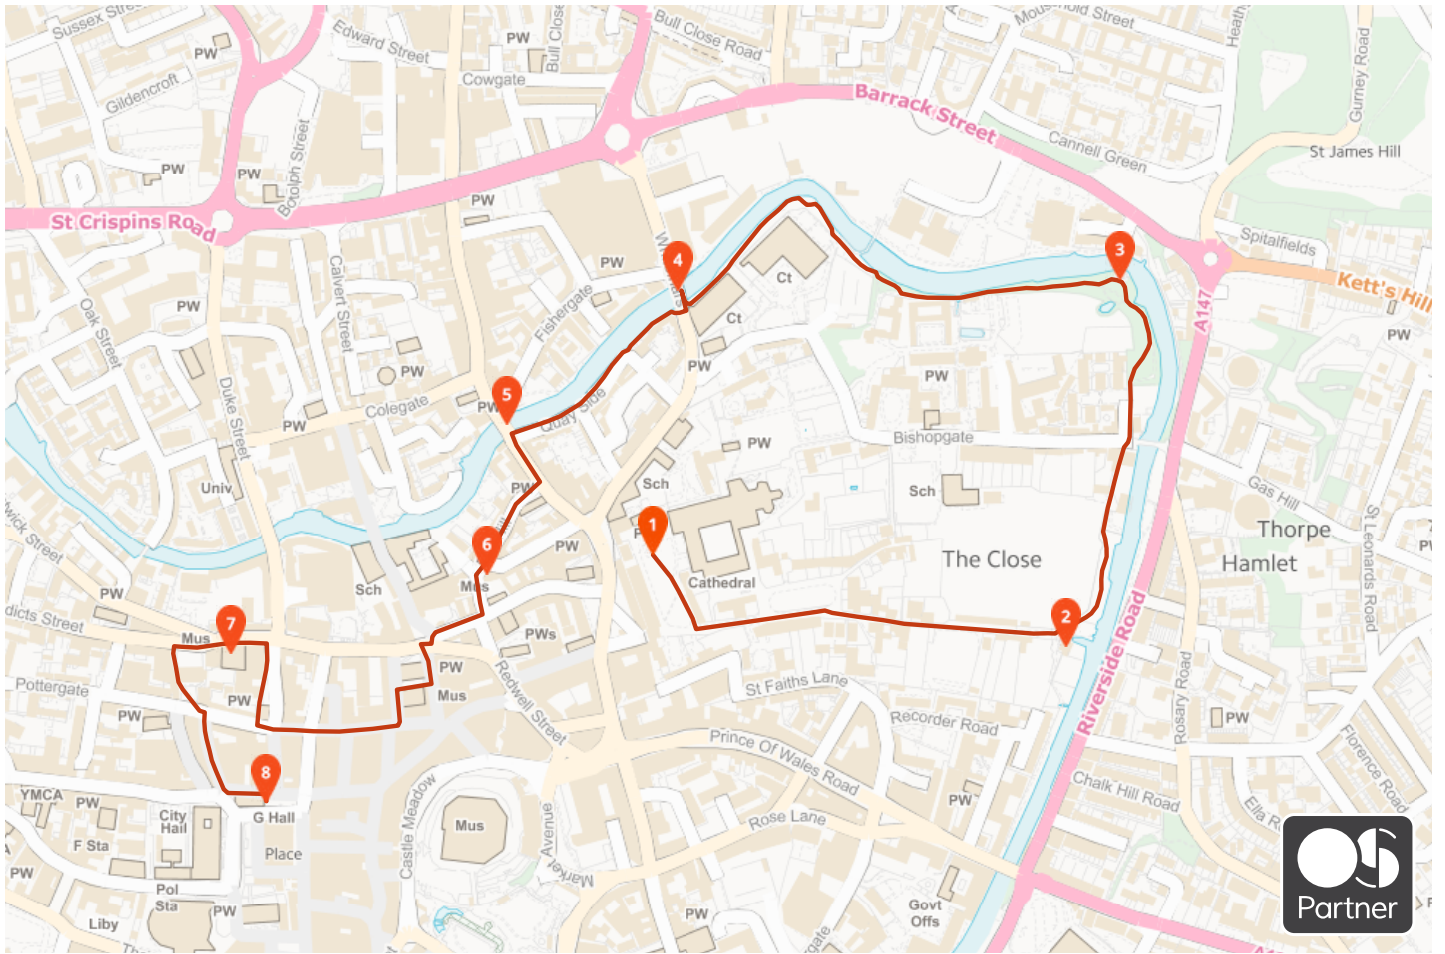 Sussex Street
PW
Edward Street
PW
Bull Close
Bull Close Road
Mousehold Street
Heath
Gurney Road
Gildencroft
Cowgate
Barrack Street
Cannell Green
St James Hill
Botolph Street
PW
PW
PW
St Crispins Road
Spitalfields
Kett's Hill
A147
PW
3
4
PW
Ct
Ct
Calvert Street
Fishergate
Oak Street
PW
PW
PW
PW
Duke Street
Colegate
PW
5
PW
Quay Side
Bishopgate
PW
Univ
PW
Sch
Sch
Gas Hill
St Leonards Road
Thorpe
Hamlet
1
6
PW
The Close
Cathedral
Mus
Sch
PW
2
7
Mus
PWs
PW
Mus
Redwell Street
St Faiths Lane
Recorder Road
Riverside Road
Rosary Road
PW
Pottergate
PW
PW
Prince Of Wales Road
Florence Road
Chalk Hill Road
8
YMCA
PW
City
Hall
G Hall
F Sta
Place
PW
Pol
Sta
PW
Liby
Castle Meadow
Mus
Market Avenue
Rose Lane
PW
PW
Govt
Offs
OS
Partner